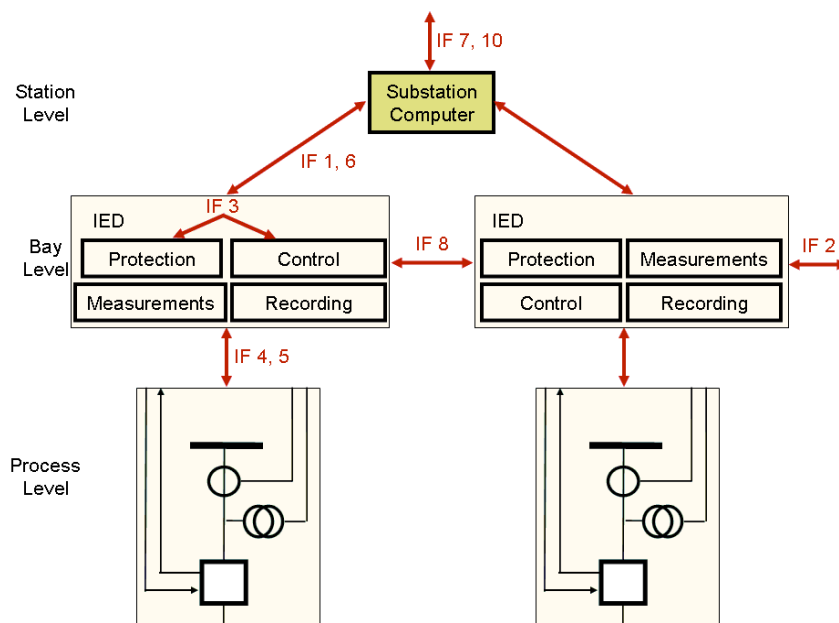 IF 7, 10
Station
Level
Substation
Computer
IF 1, 6
IED
IF 3
Protection
Control
Measurements
Recording
Bay
Level
IF 8
IED
Protection
Measurements
Control
Recording
IF 2
IF 4, 5
Process
Level